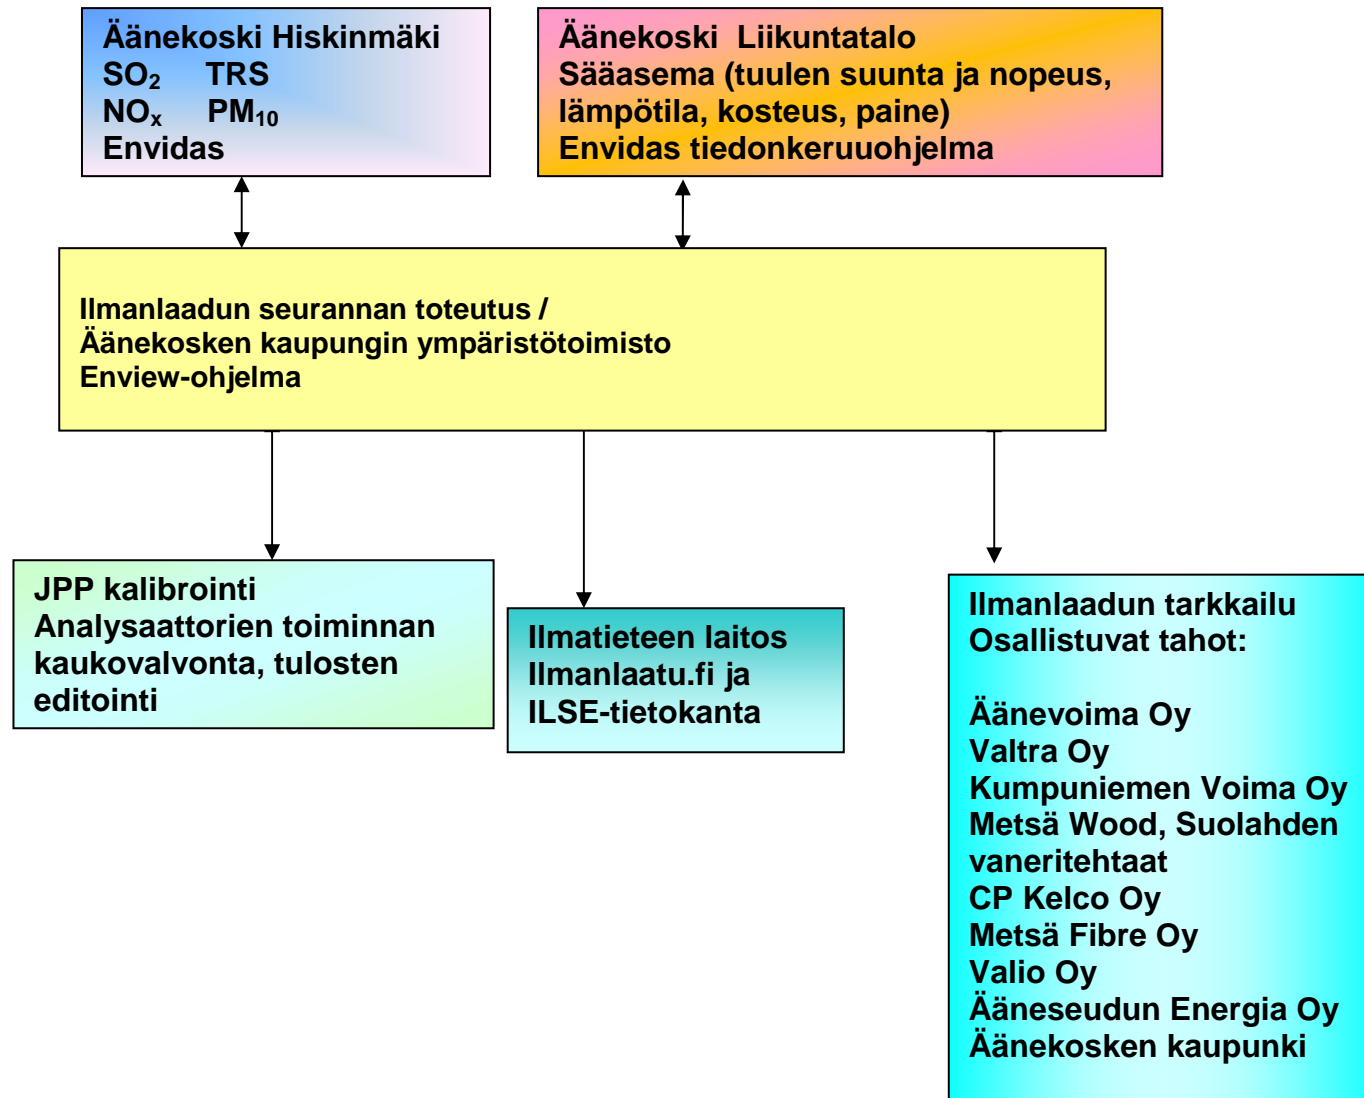 Äänekoski Hiskinmäki
SO₂ TRS
NOₓ PM₁₀
Envidas
Äänekoski Liikuntatalo
Sääasema (tuulen suunta ja nopeus,
lämpötila, kosteus, paine)
Envidas tiedonkeruuohjelma
Ilmanlaadun seurannan toteutus /
Äänekosken kaupungin ympäristötoimisto
Enview-ohjelma
JPP kalibrointi
Analysaattorien toiminnan
kaukovalvonta, tulosten
editointi
Ilmatieteen laitos
Ilmanlaatu.fi ja
ILSE-tietokanta
Ilmanlaadun tarkkailu
Osallistuvat tahot:
Äänevoima Oy
Valtra Oy
Kumpuniemen Voima Oy
Metsä Wood, Suolahden
vaneritehtaat
CP Kelco Oy
Metsä Fibre Oy
Valio Oy
Ääneseudun Energia Oy
Äänekosken kaupunki